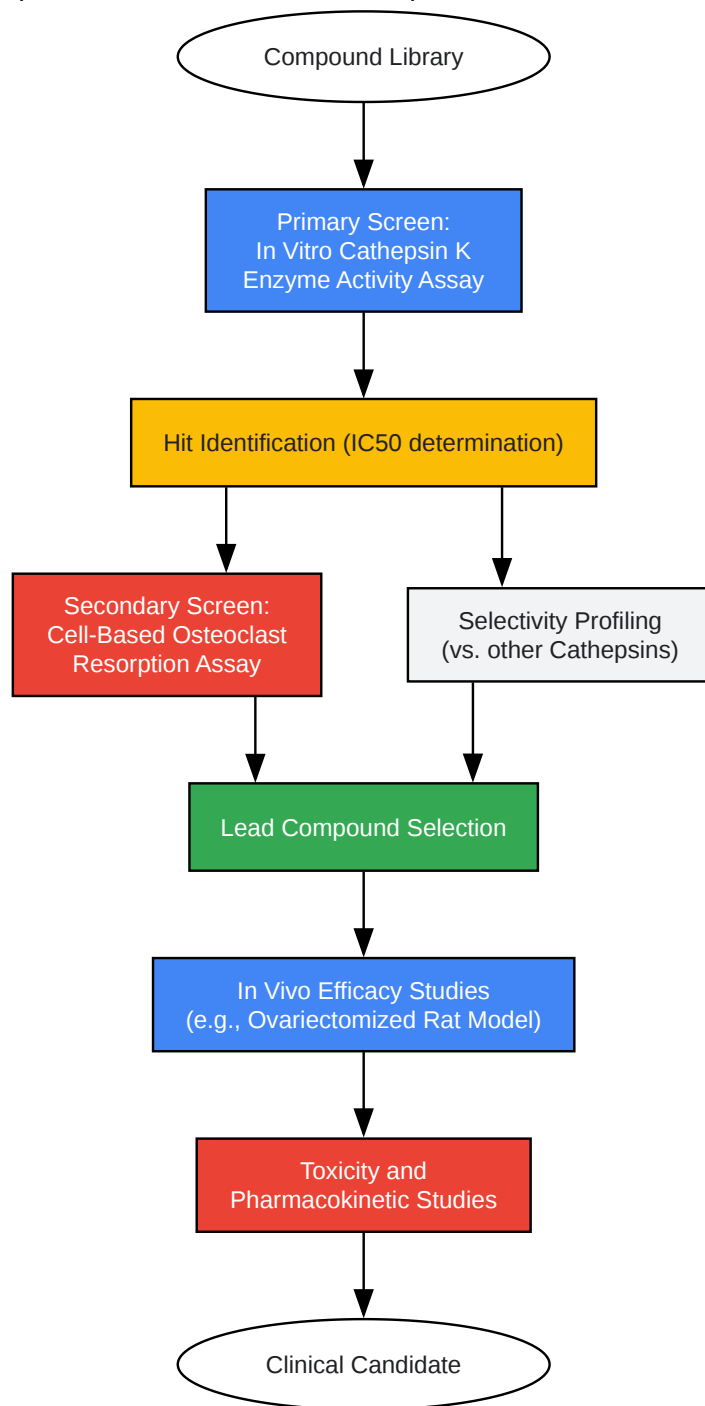 Compound Library
Primary Screen:
In Vitro Cathepsin K
Enzyme Activity Assay
Hit Identification (IC50 determination)
Secondary Screen:
Cell-Based Osteoclast
Resorption Assay
Selectivity Profiling
(vs. other Cathepsins)
Lead Compound Selection
In Vivo Efficacy Studies
(e.g., Ovariectomized Rat Model)
Toxicity and
Pharmacokinetic Studies
Clinical Candidate